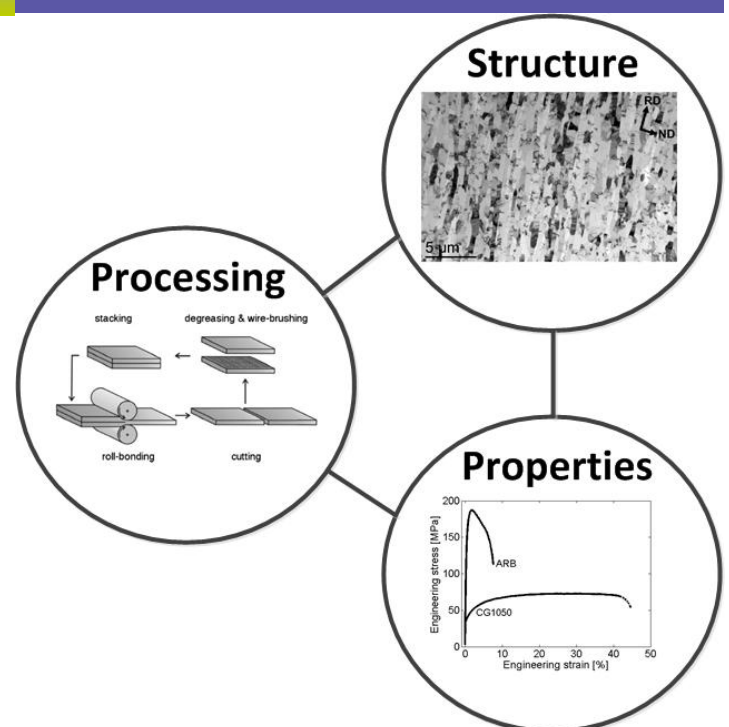 Structure
RD
ND
5 µm
Processing
stacking
degreasing & wire-brushing
roll-bonding
cutting
Properties
Engineering stress [MPa]
200
150
100
50
0
ARB
CG1050
0 10 20 30 40 50
Engineering strain [%]